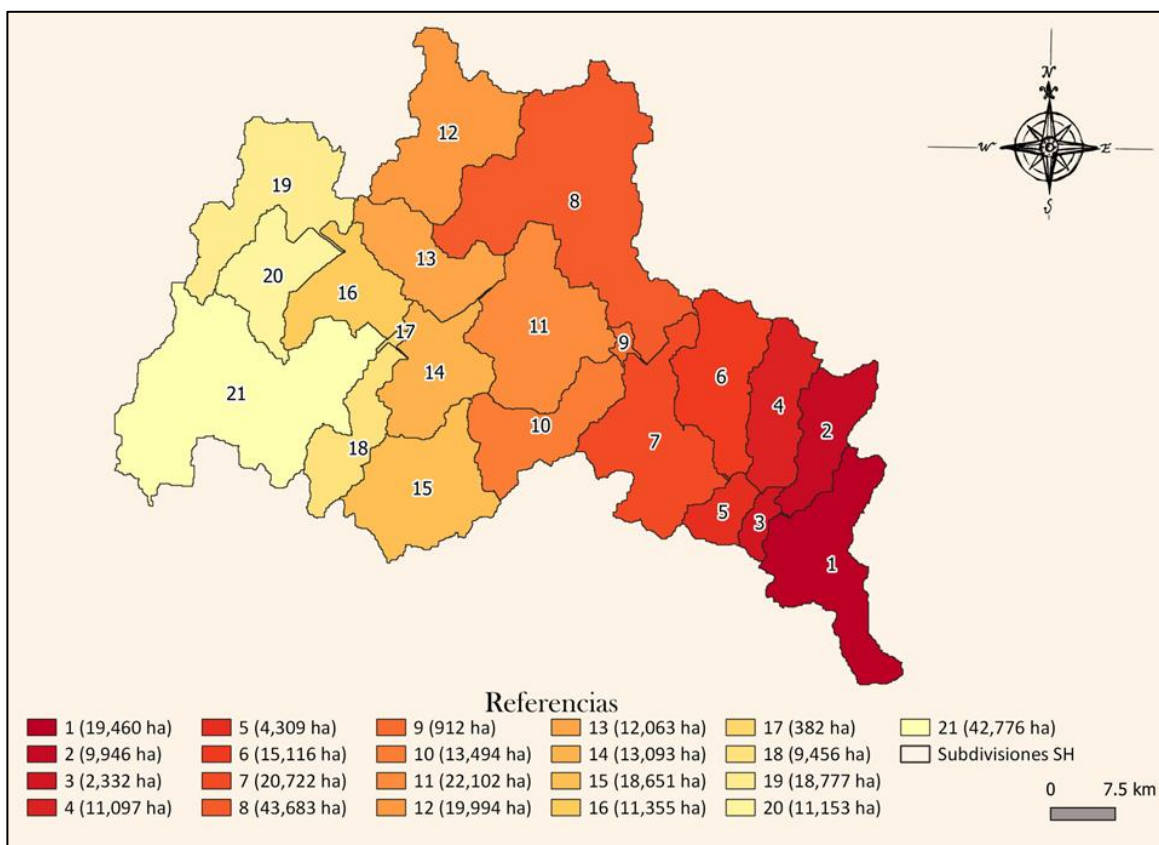 N
W E
S
12
19
8
20
13
16
11
17
9
14
6
21
4
2
10
7
18
15
5
3
1
Referencias
1 (19,460 ha) 5 (4,309 ha) 9 (912 ha) 13 (12,063 ha) 17 (382 ha) 21 (42,776 ha)
2 (9,946 ha) 6 (15,116 ha) 10 (13,494 ha) 14 (13,093 ha) 18 (9,456 ha) Subdivisiones SH
3 (2,332 ha) 7 (20,722 ha) 11 (22,102 ha) 15 (18,651 ha) 19 (18,777 ha)
4 (11,097 ha) 8 (43,683 ha) 12 (19,994 ha) 16 (11,355 ha) 20 (11,153 ha)
0 7.5 km